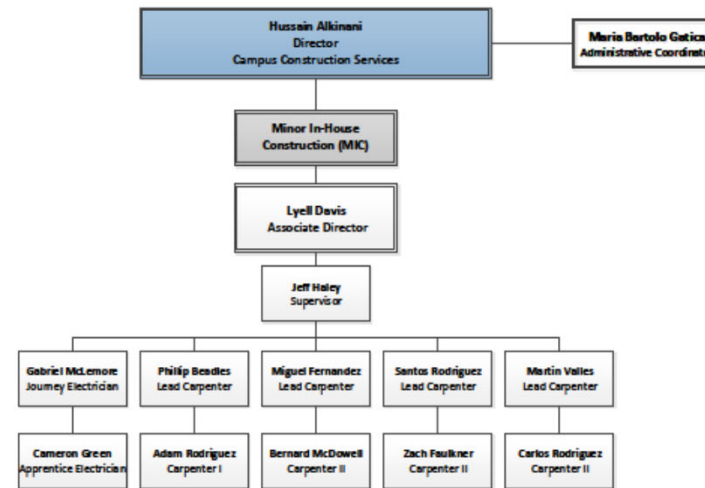 Hussain Alkinani
Director
Campus Construction Services
Maria Bartolo Gatica
Administrative Coordinat
Minor In-House
Construction (MIC)
Lyell Davis
Associate Director
Jeff Haley
Supervisor
Gabriel McLemore
Journey Electrician
Phillip Beadles
Lead Carpenter
Miguel Fernandez
Lead Carpenter
Santos Rodriguez
Lead Carpenter
Martin Valles
Lead Carpenter
Cameron Green
Apprentice Electrician
Adam Rodriguez
Carpenter I
Bernard McDowell
Carpenter II
Zach Faulkner
Carpenter II
Carlos Rodriguez
Carpenter II